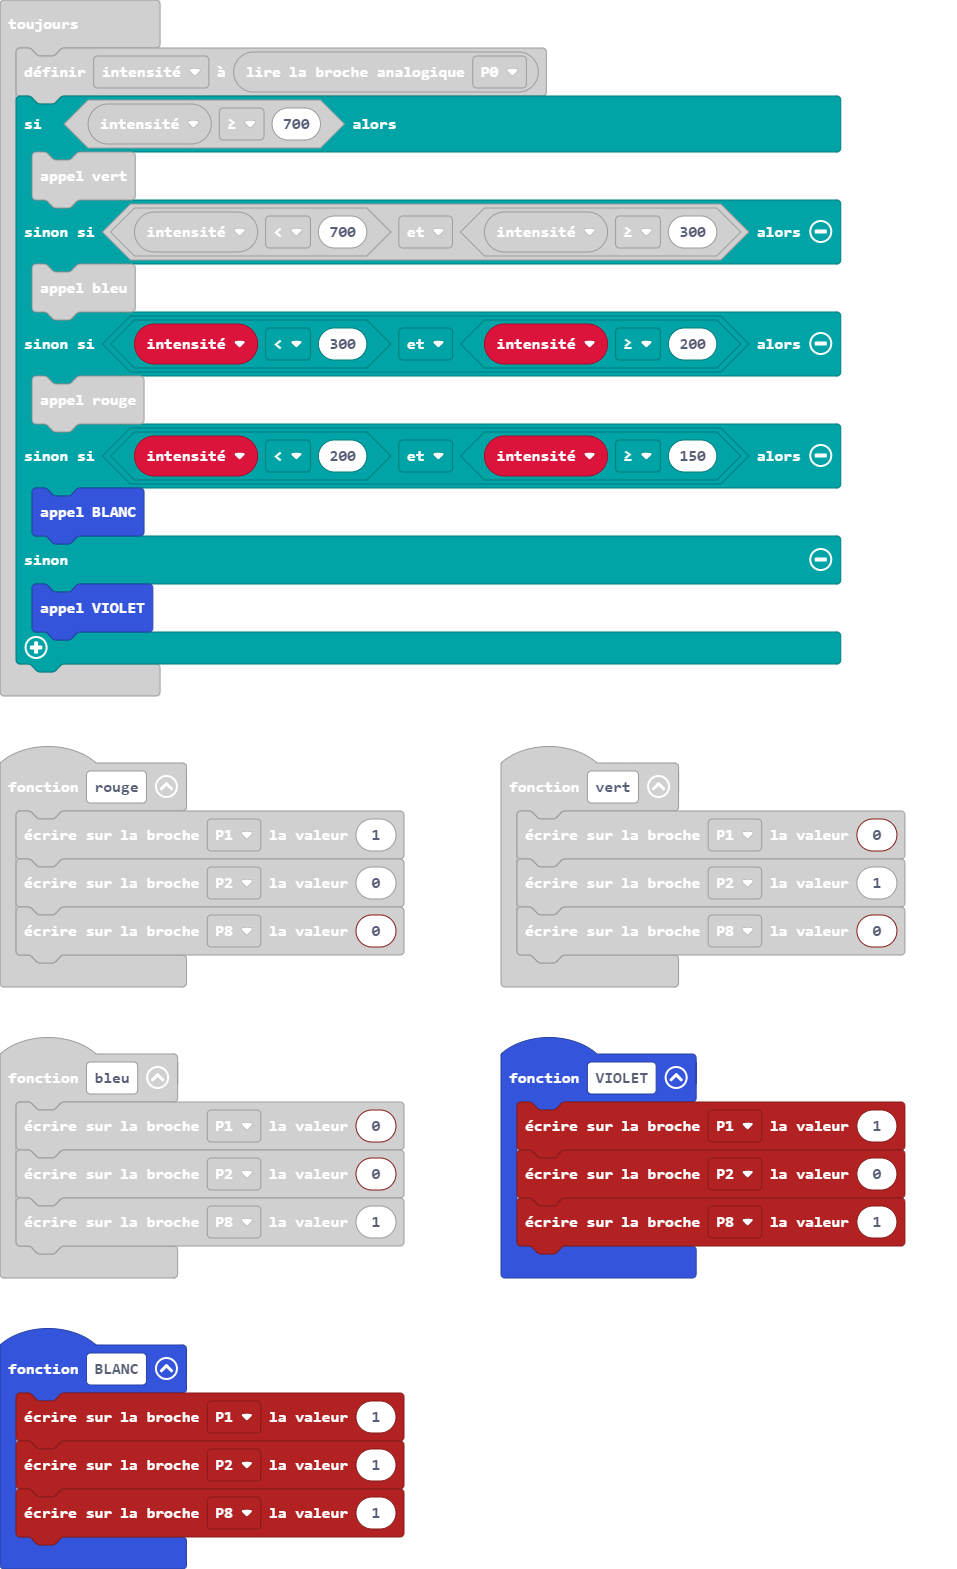 toujours
définir intensité à lire la broche analogique P0
si intensité ≥ 700 alors
appel vert
sinon si intensité < 700 et intensité ≥ 300 alors
appel bleu
sinon si intensité < 300 et intensité ≥ 200 alors
appel rouge
sinon si intensité < 200 et intensité ≥ 150 alors
appel BLANC
sinon
appel VIOLET
fonction rouge
écrire sur la broche P1 la valeur 1
écrire sur la broche P2 la valeur 0
écrire sur la broche P8 la valeur 0
fonction vert
écrire sur la broche P1 la valeur 0
écrire sur la broche P2 la valeur 1
écrire sur la broche P8 la valeur 0
fonction bleu
écrire sur la broche P1 la valeur 0
écrire sur la broche P2 la valeur 0
écrire sur la broche P8 la valeur 1
fonction VIOLET
écrire sur la broche P1 la valeur 1
écrire sur la broche P2 la valeur 0
écrire sur la broche P8 la valeur 1
fonction BLANC
écrire sur la broche P1 la valeur 1
écrire sur la broche P2 la valeur 1
écrire sur la broche P8 la valeur 1